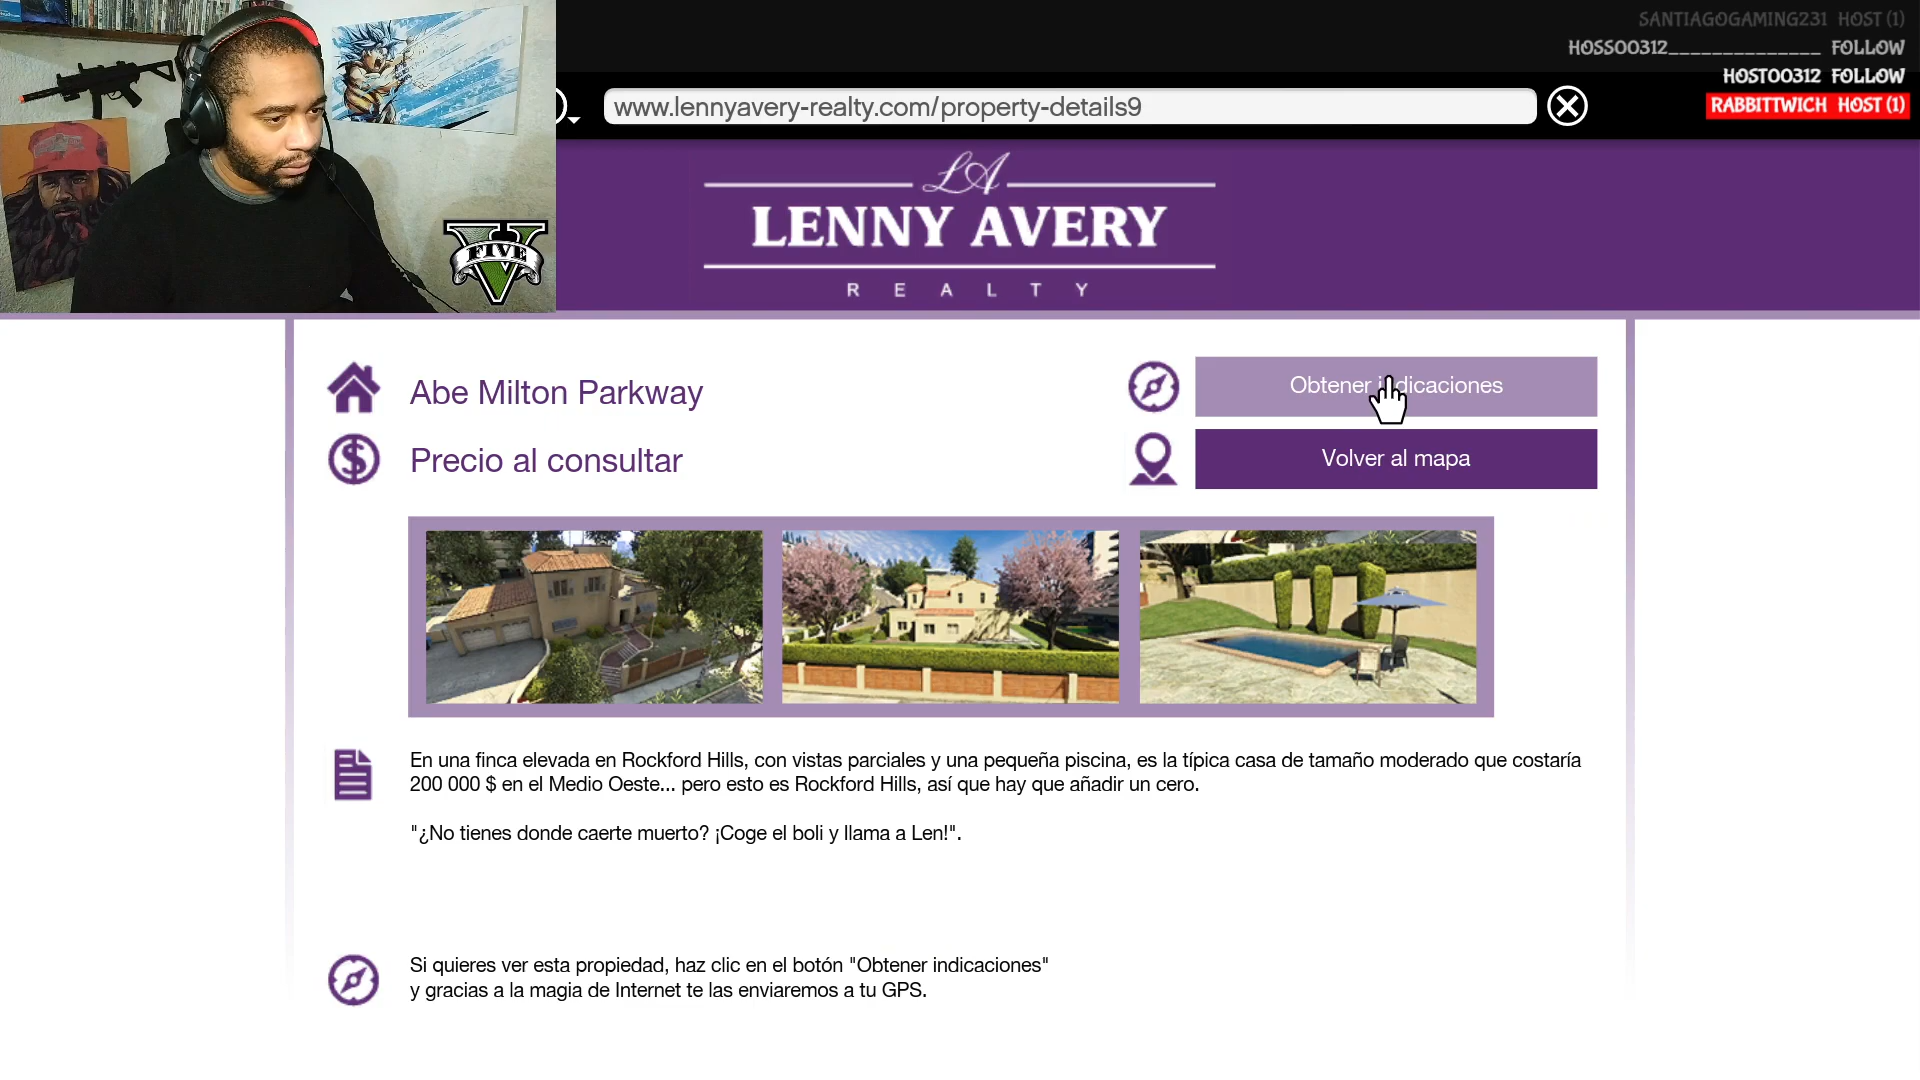 SANTIAGOGAMING231 HOST (1)
HOSSOO312______________ FOLLOW
HOSTOO312 FOLLOW
RABBITTWICH HOST (1)
www.lennyavery-realty.com/property-details9
LA
LENNY AVERY
REALTY
V
FIVE
Abe Milton Parkway
Obtener indicaciones
Precio al consultar
Volver al mapa
En una finca elevada en Rockford Hills, con vistas parciales y una pequeña piscina, es la típica casa de tamaño moderado que costaría
200 000 $ en el Medio Oeste... pero esto es Rockford Hills, así que hay que añadir un cero.
"¿No tienes donde caerte muerto? ¡Coge el boli y llama a Len!".
Si quieres ver esta propiedad, haz clic en el botón "Obtener indicaciones"
y gracias a la magia de Internet te las enviaremos a tu GPS.